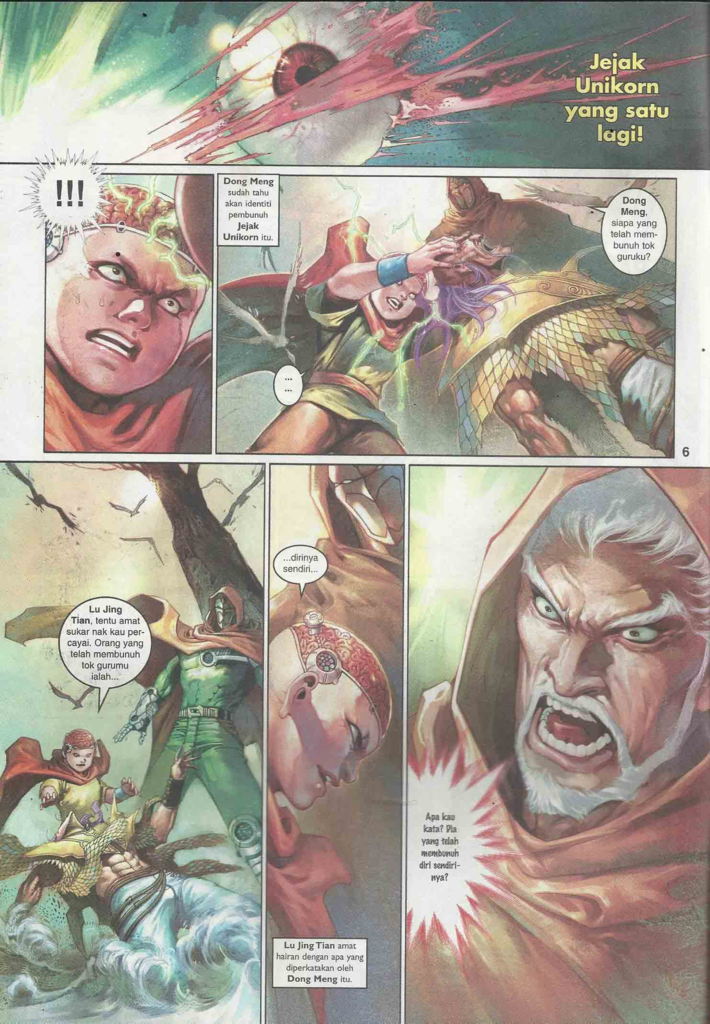 Jejak
Unikorn
yang satu
lagi!
!!!
Dong Meng
sudah tahu
akan identiti
pembunuh
Jejak
Unikorn itu.
Dong
Meng,
siapa yang
telah mem-
bunuh tok
guruku?
...
...
6
Lu Jing
Tian, tentu amat
sukar nak kau per-
cayai. Orang yang
telah membunuh
tok gurumu
ialah...
...dirinya
sendiri...
Lu Jing Tian amat
hairan dengan apa yang
diperkatakan oleh
Dong Meng itu.
Apa kau
kata? Dia
yang telah
membunuh
diri sendiri-
nya?